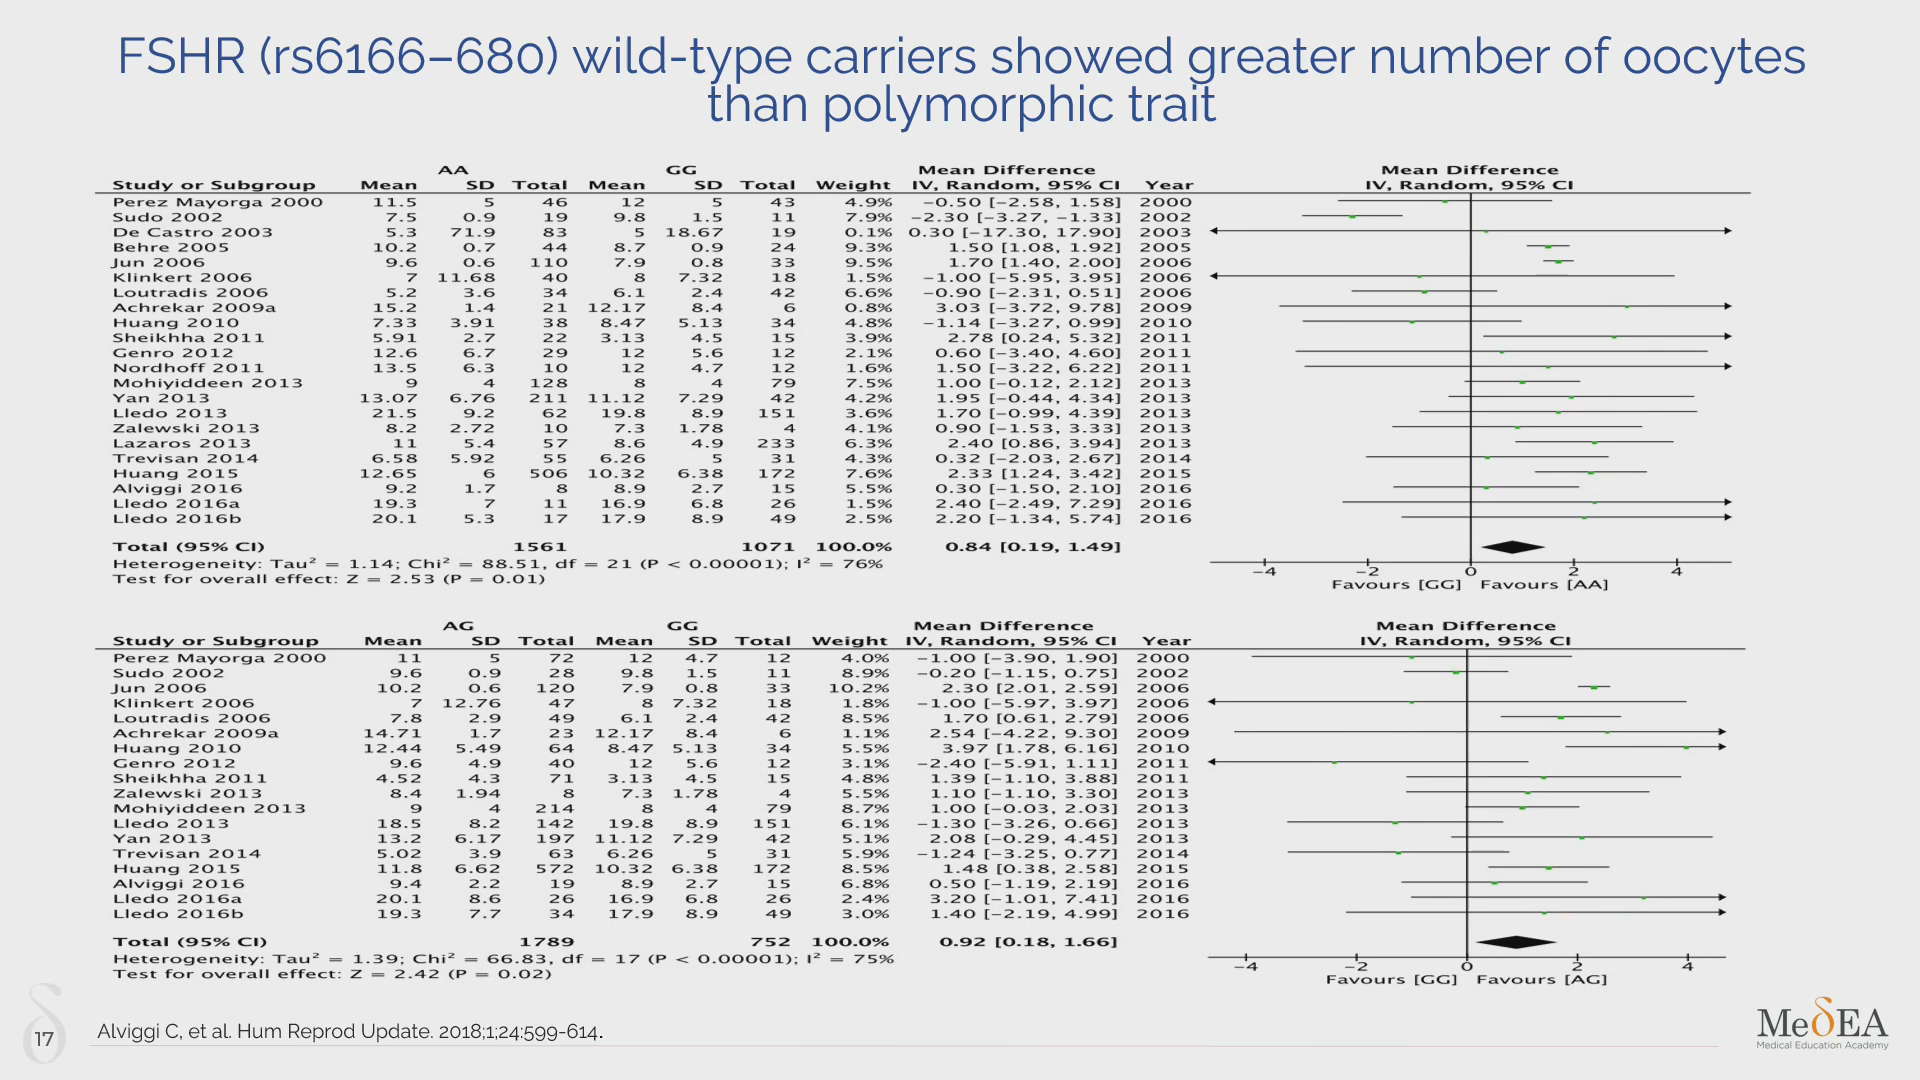 FSHR (rs6166–680) wild-type carriers showed greater number of oocytes
than polymorphic trait
AA GG Mean Difference Mean Difference
Study or Subgroup Mean SD Total Mean SD Total Weight IV, Random, 95% CI Year IV, Random, 95% CI
Perez Mayorga 2000 11.5 5 46 12 5 43 4.9% −0.50 [−2.58, 1.58] 2000
Sudo 2002 7.5 0.9 19 9.8 1.5 11 7.9% −2.30 [−3.27, −1.33] 2002
De Castro 2003 5.3 71.9 83 5 18.67 19 0.1% 0.30 [−17.30, 17.90] 2003
Behre 2005 10.2 0.7 44 8.7 0.9 24 9.3% 1.50 [1.08, 1.92] 2005
Jun 2006 9.6 0.6 110 7.9 0.8 33 9.5% 1.70 [1.40, 2.00] 2006
Klinkert 2006 7 11.68 40 8 7.32 18 1.5% −1.00 [−5.95, 3.95] 2006
Loutradis 2006 5.2 3.6 34 6.1 2.4 42 6.6% −0.90 [−2.31, 0.51] 2006
Achrekar 2009a 15.2 1.4 21 12.17 8.4 6 0.8% 3.03 [−3.72, 9.78] 2009
Huang 2010 7.33 3.91 38 8.47 5.13 34 4.8% −1.14 [−3.27, 0.99] 2010
Sheikhha 2011 5.91 2.7 22 3.13 4.5 15 3.9% 2.78 [0.24, 5.32] 2011
Genro 2012 12.6 6.7 29 12 5.6 12 2.1% 0.60 [−3.40, 4.60] 2011
Nordhoff 2011 13.5 6.3 10 12 4.7 12 1.6% 1.50 [−3.22, 6.22] 2011
Mohiyiddeen 2013 9 4 128 8 4 79 7.5% 1.00 [−0.12, 2.12] 2013
Yan 2013 13.07 6.76 211 11.12 7.29 42 4.1% 1.95 [−0.44, 4.34] 2013
Lledo 2013 21.5 9.2 62 19.8 8.9 151 3.6% 1.70 [−0.99, 4.39] 2013
Zalewski 2013 8.2 2.72 10 7.3 1.78 4 4.1% 0.90 [−1.53, 3.33] 2013
Lazaros 2013 11 5.4 57 8.6 4.9 233 6.3% 2.40 [0.86, 3.94] 2013
Trevisan 2014 6.58 5.92 55 6.26 5 31 4.3% 0.32 [−2.03, 2.67] 2014
Huang 2015 12.65 6 506 10.32 6.38 172 7.6% 2.33 [1.24, 3.42] 2015
Alviggi 2016 9.2 1.7 8 8.9 2.7 15 5.5% 0.30 [−1.50, 2.10] 2016
Lledo 2016a 19.3 7 11 16.9 6.8 26 1.5% 2.40 [−2.49, 7.29] 2016
Lledo 2016b 20.1 5.3 17 17.9 8.9 49 2.5% 2.20 [−1.34, 5.74] 2016
Total (95% CI) 1561 1071 100.0% 0.84 [0.19, 1.49]
Heterogeneity: Tau² = 1.14; Chi² = 88.51, df = 21 (P < 0.00001); I² = 76%
Test for overall effect: Z = 2.53 (P = 0.01)
−4 −2 0 2 4
Favours [GG] Favours [AA]
AG GG Mean Difference Mean Difference
Study or Subgroup Mean SD Total Mean SD Total Weight IV, Random, 95% CI Year IV, Random, 95% CI
Perez Mayorga 2000 11 5 72 12 4.7 12 4.0% −1.00 [−3.90, 1.90] 2000
Sudo 2002 9.6 0.9 28 9.8 1.5 11 8.9% −0.20 [−1.15, 0.75] 2002
Jun 2006 10.2 0.6 120 7.9 0.8 33 10.2% 2.30 [2.01, 2.59] 2006
Klinkert 2006 7 12.76 47 8 7.32 18 1.8% −1.00 [−5.97, 3.97] 2006
Loutradis 2006 7.8 2.9 49 6.1 2.4 42 8.5% 1.70 [0.61, 2.79] 2006
Achrekar 2009a 14.71 1.7 23 12.17 8.4 6 1.1% 2.54 [−4.22, 9.30] 2009
Huang 2010 12.44 5.49 64 8.47 5.13 34 5.5% 3.97 [1.78, 6.16] 2010
Genro 2012 9.6 4.9 40 12 5.6 12 3.1% −2.40 [−5.91, 1.11] 2011
Sheikhha 2011 4.52 4.3 71 3.13 4.5 15 4.8% 1.39 [−1.10, 3.88] 2011
Zalewski 2013 8.4 1.94 8 7.3 1.78 4 5.5% 1.10 [−1.10, 3.30] 2013
Mohiyiddeen 2013 9 4 214 8 4 79 8.7% 1.00 [−0.03, 2.03] 2013
Lledo 2013 18.5 8.2 142 19.8 8.9 151 6.1% −1.30 [−3.26, 0.66] 2013
Yan 2013 13.2 6.17 197 11.12 7.29 42 5.1% 2.08 [−0.29, 4.45] 2013
Trevisan 2014 5.02 3.9 63 6.26 5 31 5.9% −1.24 [−3.25, 0.77] 2014
Huang 2015 11.8 6.62 572 10.32 6.38 172 8.5% 1.48 [0.38, 2.58] 2015
Alviggi 2016 9.4 2.2 19 8.9 2.7 15 6.8% 0.50 [−1.19, 2.19] 2016
Lledo 2016a 20.1 8.6 26 16.9 6.8 26 2.4% 3.20 [−1.01, 7.41] 2016
Lledo 2016b 19.3 7.7 34 17.9 8.9 49 3.0% 1.40 [−2.19, 4.99] 2016
Total (95% CI) 1789 752 100.0% 0.92 [0.18, 1.66]
Heterogeneity: Tau² = 1.39; Chi² = 66.83, df = 17 (P < 0.00001); I² = 75%
Test for overall effect: Z = 2.42 (P = 0.02)
−4 −2 0 2 4
Favours [GG] Favours [AG]
17
Alviggi C, et al. Hum Reprod Update. 2018;1;24:599-614.
MeδEA
Medical Education Academy